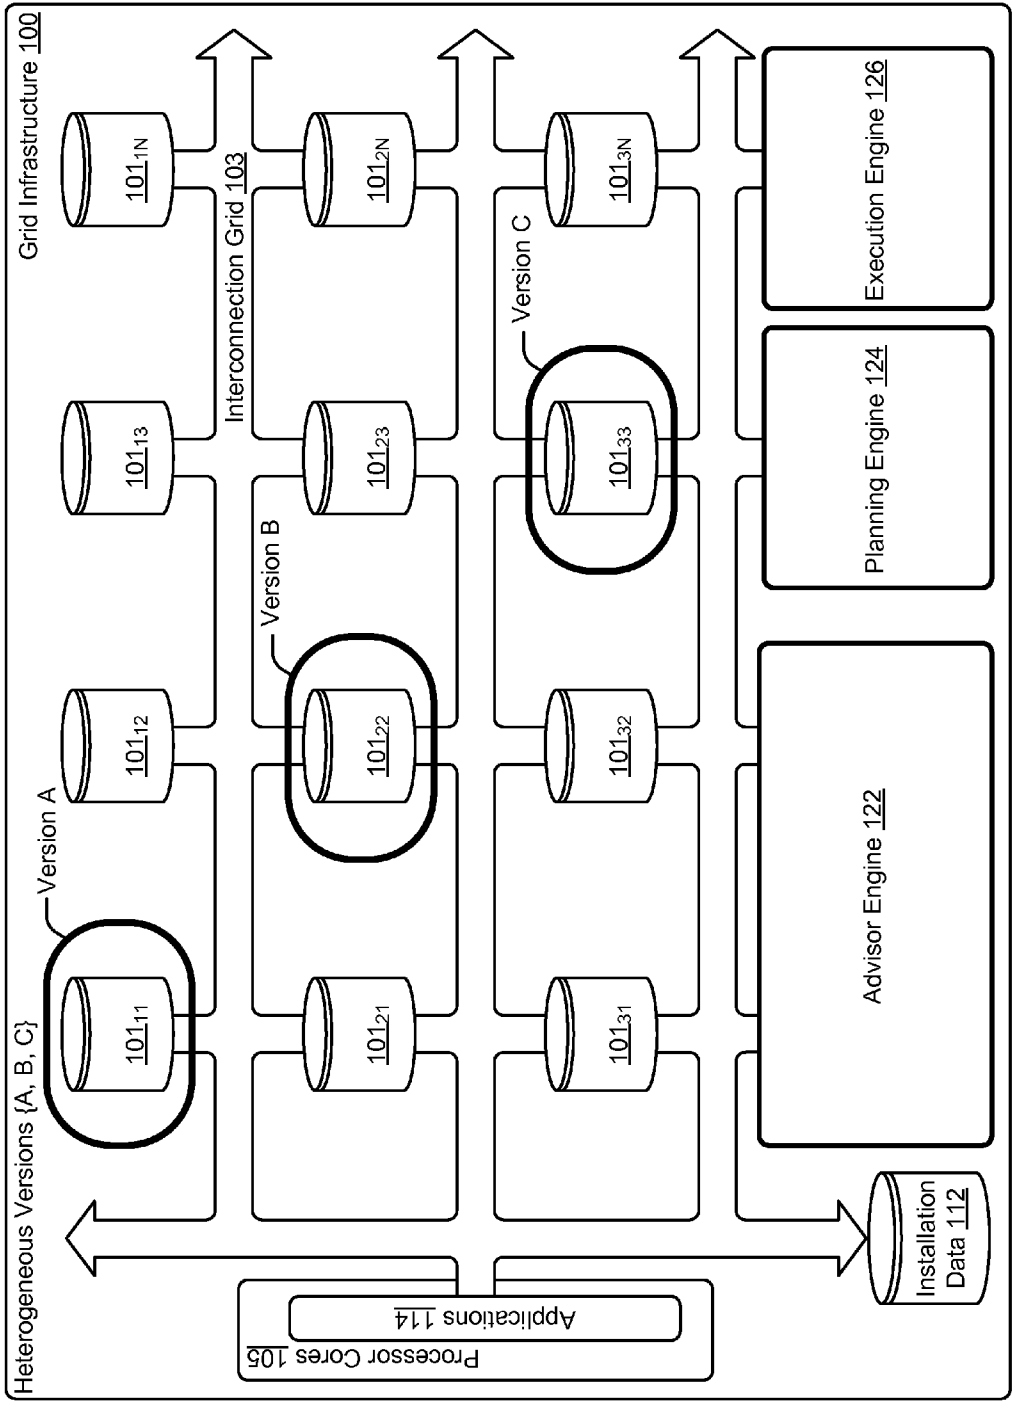 Heterogeneous Versions {A, B, C}
Grid Infrastructure 100
Version A
101₁₁
101₁₂
101₁₃
101₁ₙ
Interconnection Grid 103
Version B
101₂₁
101₂₂
101₂₃
101₂ₙ
Version C
101₃₁
101₃₂
101₃₃
101₃ₙ
Processor Cores 105
Applications 114
Installation
Data 112
Advisor Engine 122
Planning Engine 124
Execution Engine 126